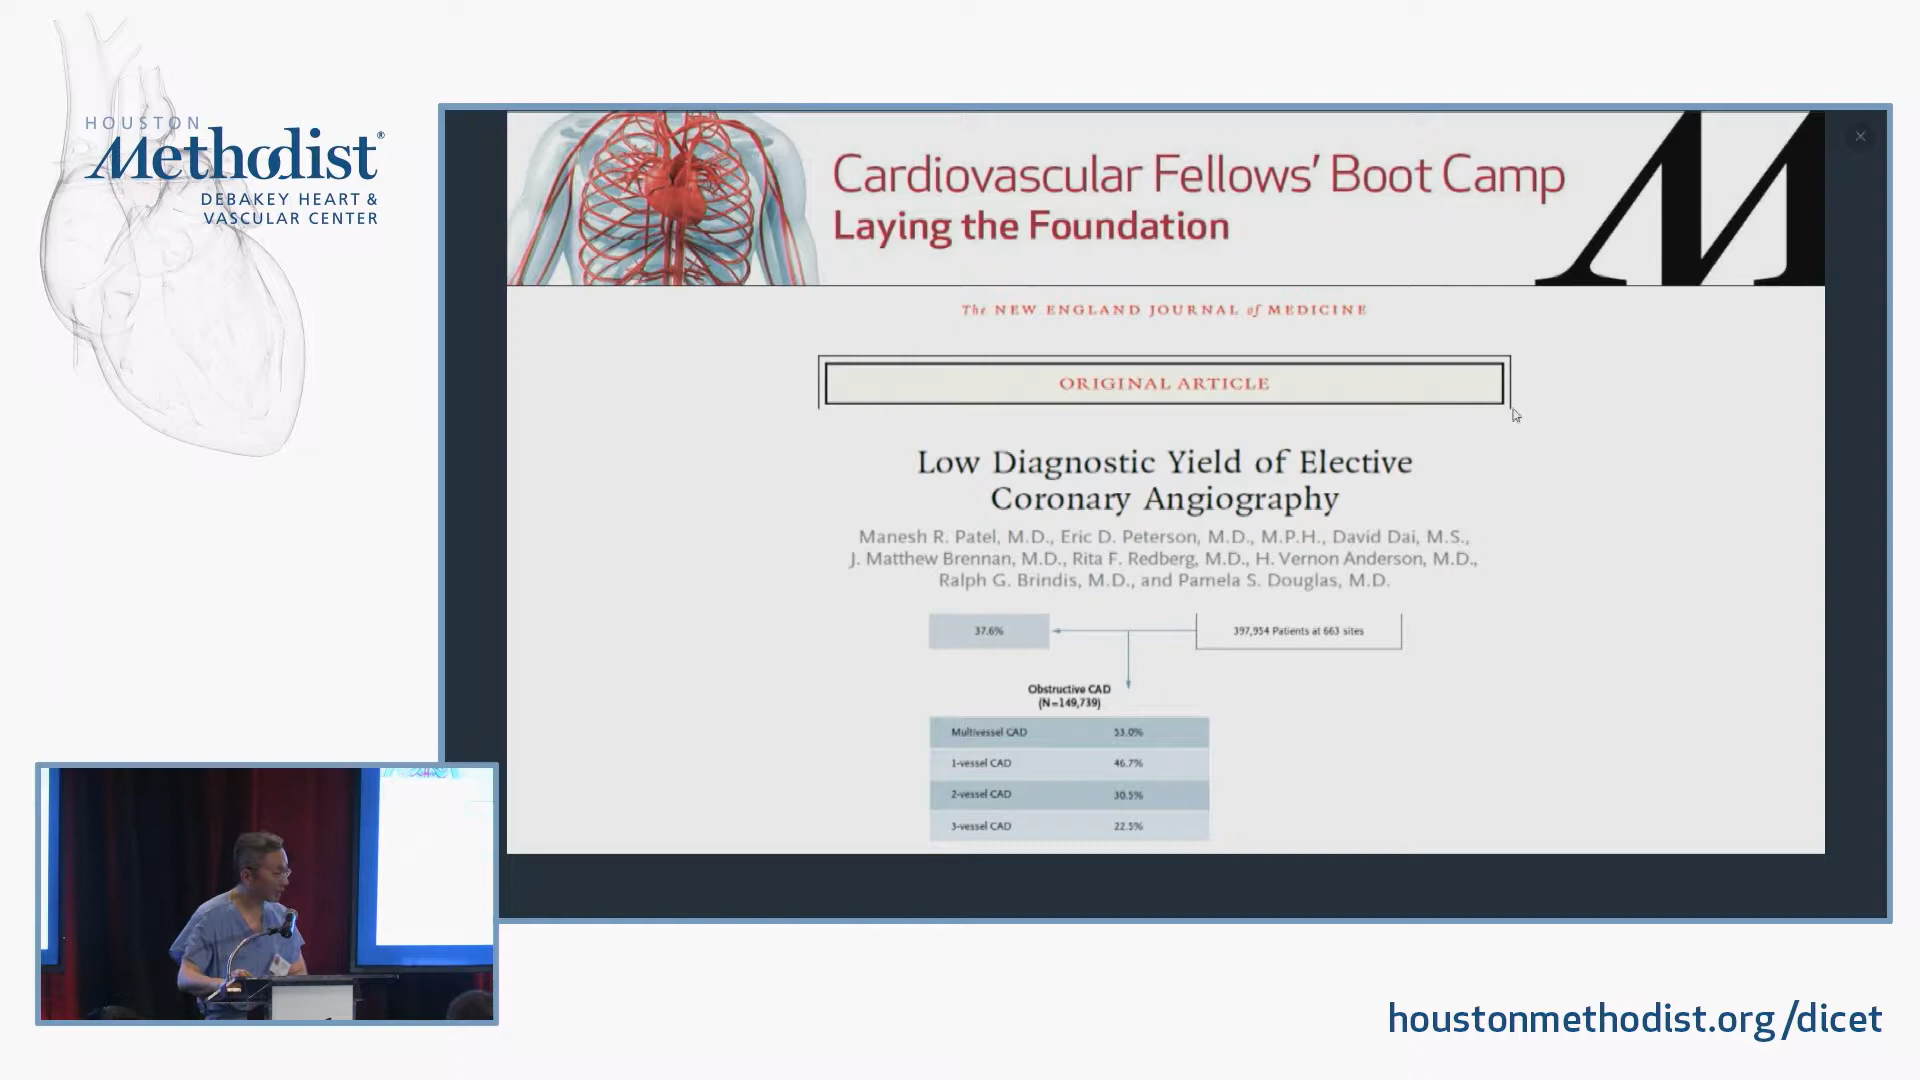 HOUSTON
Methodist®
DEBAKEY HEART &
VASCULAR CENTER
Cardiovascular Fellows' Boot Camp
Laying the Foundation
M
The NEW ENGLAND JOURNAL of MEDICINE
ORIGINAL ARTICLE
Low Diagnostic Yield of Elective
Coronary Angiography
Manesh R. Patel, M.D., Eric D. Peterson, M.D., M.P.H., David Dai, M.S.,
J. Matthew Brennan, M.D., Rita F. Redberg, M.D., H. Vernon Anderson, M.D.,
Ralph G. Brindis, M.D., and Pamela S. Douglas, M.D.
37.6%
397,954 Patients at 663 sites
Obstructive CAD
(N=149,739)
Multivessel CAD 53.0%
1-vessel CAD 46.7%
2-vessel CAD 30.5%
3-vessel CAD 22.5%
houstonmethodist.org/dicet